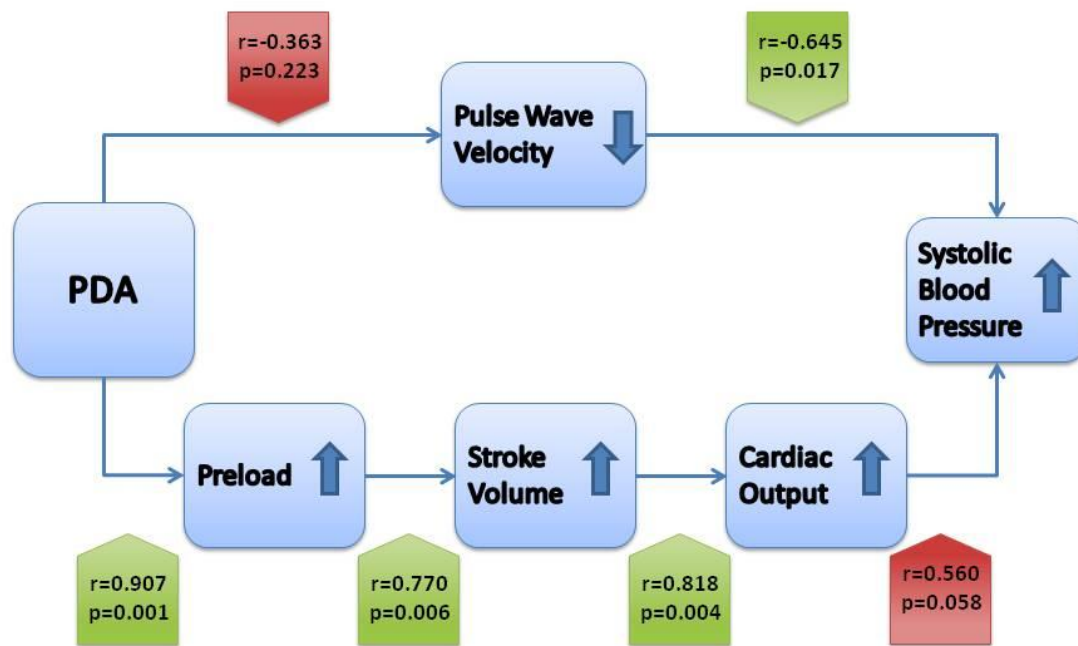 r=-0.363
p=0.223
r=-0.645
p=0.017
Pulse Wave
Velocity
PDA
Systolic
Blood
Pressure
Preload
Stroke
Volume
Cardiac
Output
r=0.907
p=0.001
r=0.770
p=0.006
r=0.818
p=0.004
r=0.560
p=0.058